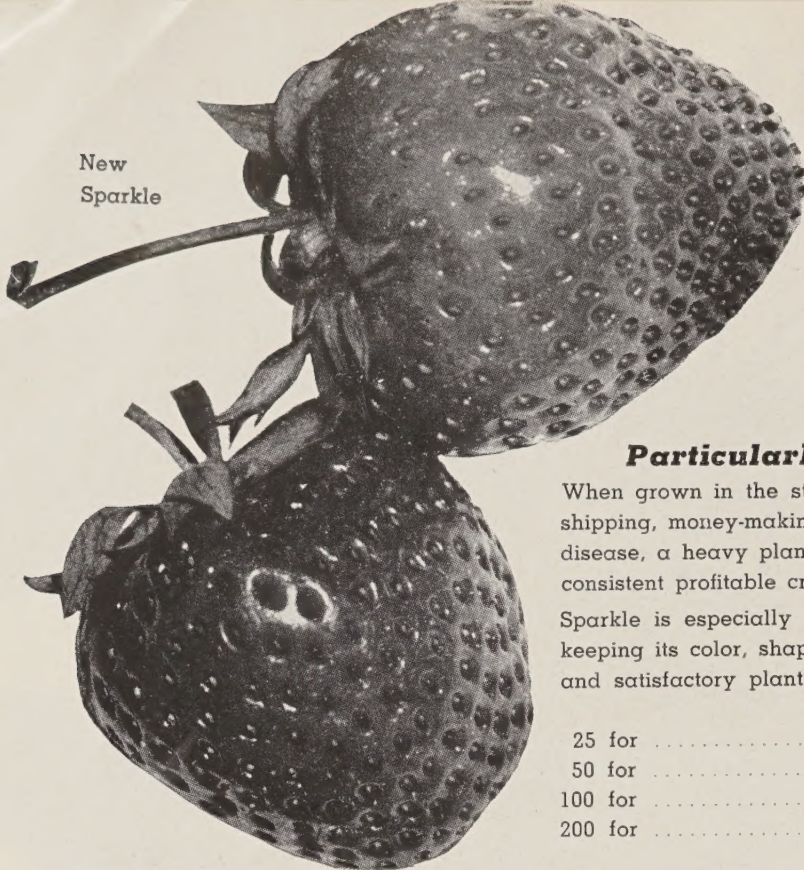 New
Sparkle
Particularl
When grown in the st
shipping, money-makin
disease, a heavy plan
consistent profitable cr
Sparkle is especially
keeping its color, shap
and satisfactory plant
25 for ..............
50 for ..............
100 for ..............
200 for ..............